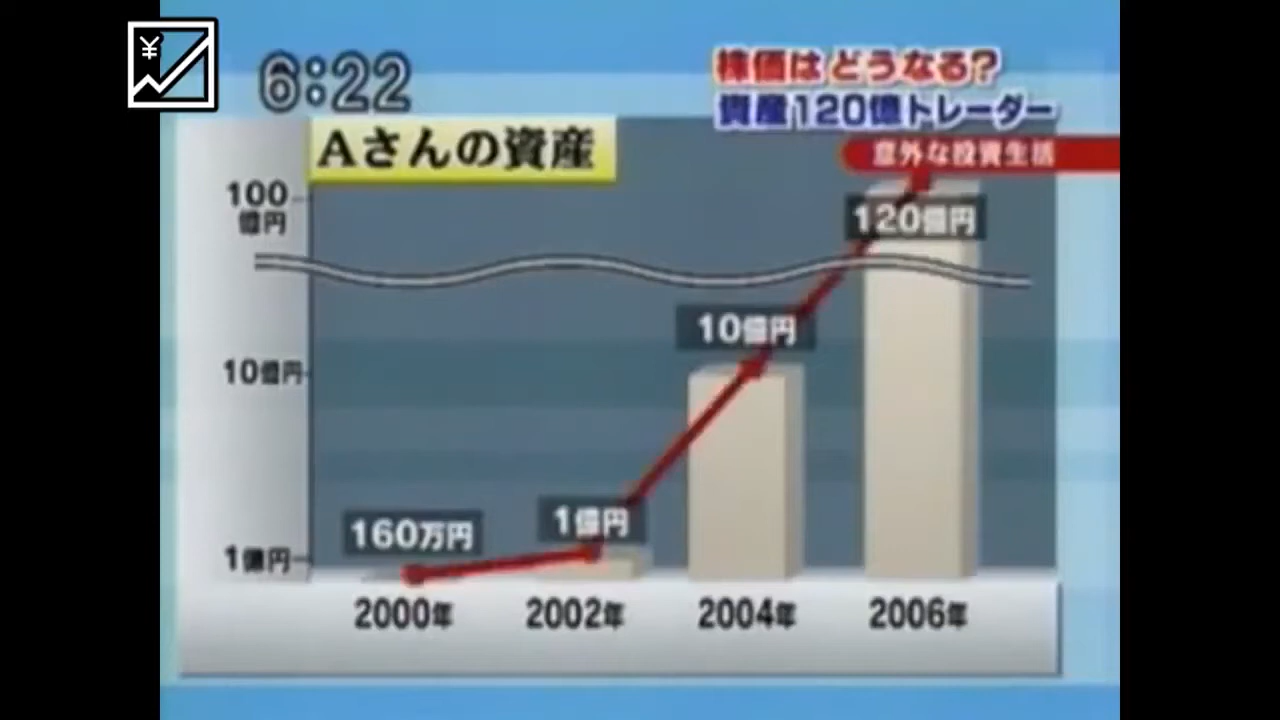 ¥
6:22
株価は どうなる?
資産120億トレーダー
意外な投資生活
Aさんの資産
100
億円
120億円
10億円
10億円
160万円
1億円
1億円
2000年
2002年
2004年
2006年